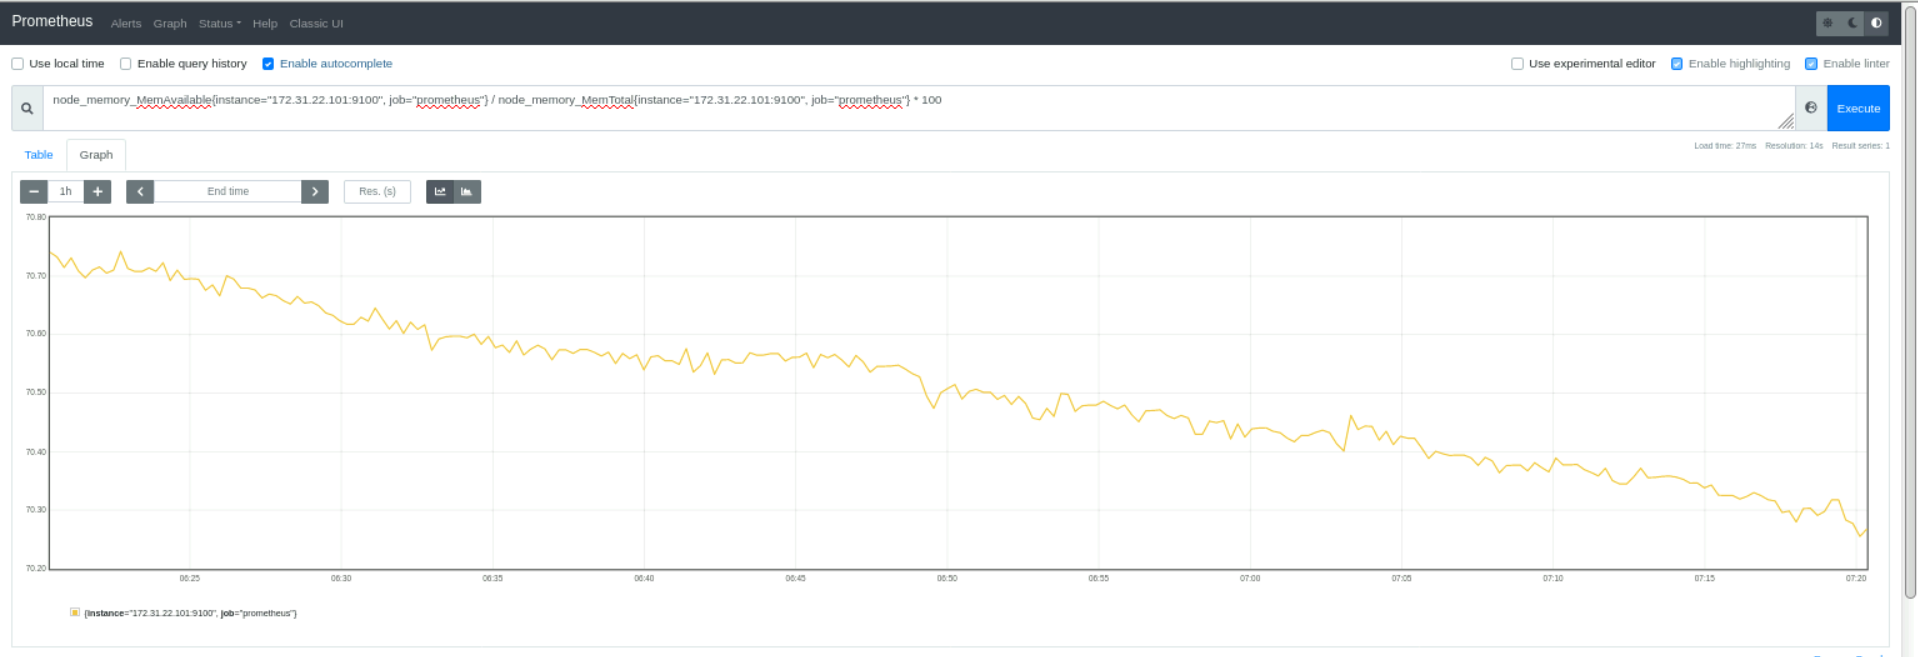 Prometheus Alerts Graph Status Help Classic UI
Use local time Enable query history Enable autocomplete Use experimental editor Enable highlighting Enable linter
node_memory_MemAvailable{instance="172.31.22.101:9100", job="prometheus"} / node_memory_MemTotal{instance="172.31.22.101:9100", job="prometheus"} * 100
Execute
Load time: 27ms Resolution: 14s Result series: 1
Table Graph
1h End time Res. (s)
70.80
70.70
70.60
70.50
70.40
70.30
70.20
06:25 06:30 06:35 06:40 06:45 06:50 06:55 07:00 07:05 07:10 07:15 07:20
{instance="172.31.22.101:9100", job="prometheus"}